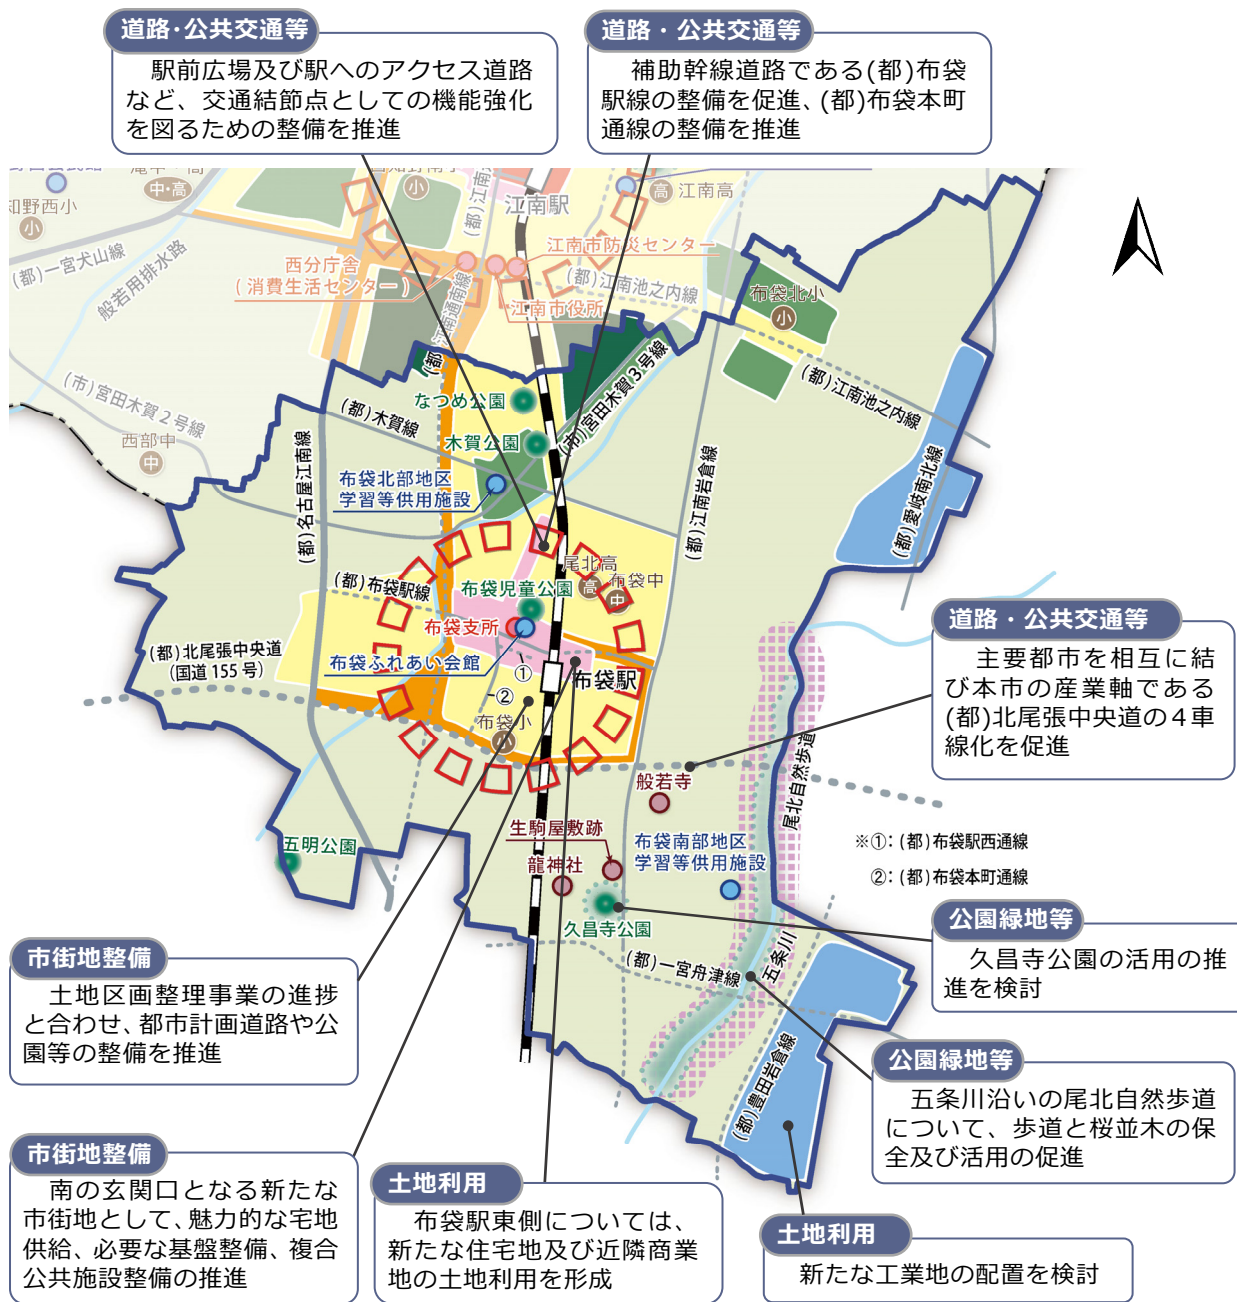 道路・公共交通等
駅前広場及び駅へのアクセス道路
など、交通結節点としての機能強化
を図るための整備を推進
道路・公共交通等
補助幹線道路である(都)布袋
駅線の整備を促進、(都)布袋本町
通線の整備を推進
中・高
知野西小
小
小
高
江南高
江南駅
(都)江南
(都)一宮犬山線
般若用排水路
西分庁舎
(消費生活センター)
江南市防災センター
江南市役所
(都)江南通南線
(都)江南池之内線
布袋北小
小
(都)江南池之内線
(市)宮田木賀2号線
西部中
中
(都)木賀線
なつめ公園
木賀公園
(市)宮田木賀3号線
布袋北部地区
学習等供用施設
(都)名古屋江南線
(都)江南岩倉線
(都)愛岐南北線
尾北高
高
布袋中
中
(都)布袋駅線
布袋児童公園
布袋支所
布袋ふれあい会館
(都)北尾張中央道
(国道155号)
①
②
布袋駅
布袋小
小
道路・公共交通等
主要都市を相互に結
び本市の産業軸である
(都)北尾張中央道の4車
線化を促進
尾北自然歩道
般若寺
生駒屋敷跡
龍神社
布袋南部地区
学習等供用施設
五明公園
久昌寺公園
※①:(都)布袋駅西通線
②:(都)布袋本町通線
(都)一宮舟津線
五条川
(都)豊田岩倉線
公園緑地等
久昌寺公園の活用の推
進を検討
市街地整備
土地区画整理事業の進捗
と合わせ、都市計画道路や公
園等の整備を推進
公園緑地等
五条川沿いの尾北自然歩道
について、歩道と桜並木の保
全及び活用の促進
市街地整備
南の玄関口となる新たな
市街地として、魅力的な宅地
供給、必要な基盤整備、複合
公共施設整備の推進
土地利用
布袋駅東側については、
新たな住宅地及び近隣商業
地の土地利用を形成
土地利用
新たな工業地の配置を検討